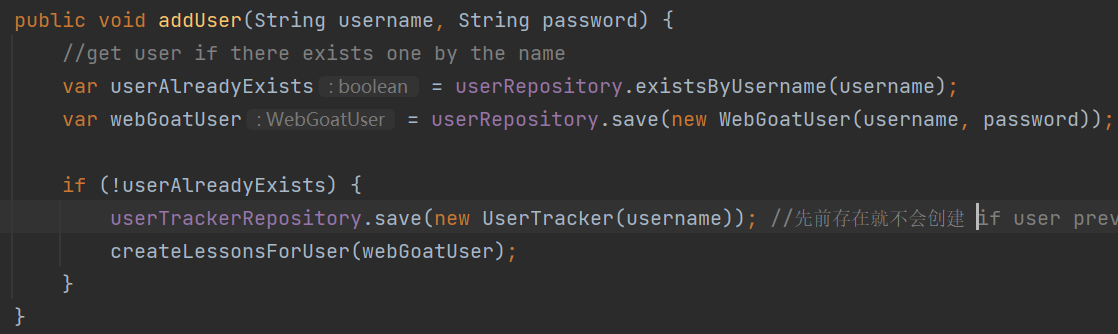 public void addUser(String username, String password) {
//get user if there exists one by the name
var userAlreadyExists : boolean = userRepository.existsByUsername(username);
var webGoatUser : WebGoatUser = userRepository.save(new WebGoatUser(username, password));
if (!userAlreadyExists) {
userTrackerRepository.save(new UserTracker(username)); //先前存在就不会创建 if user prev
createLessonsForUser(webGoatUser);
}
}